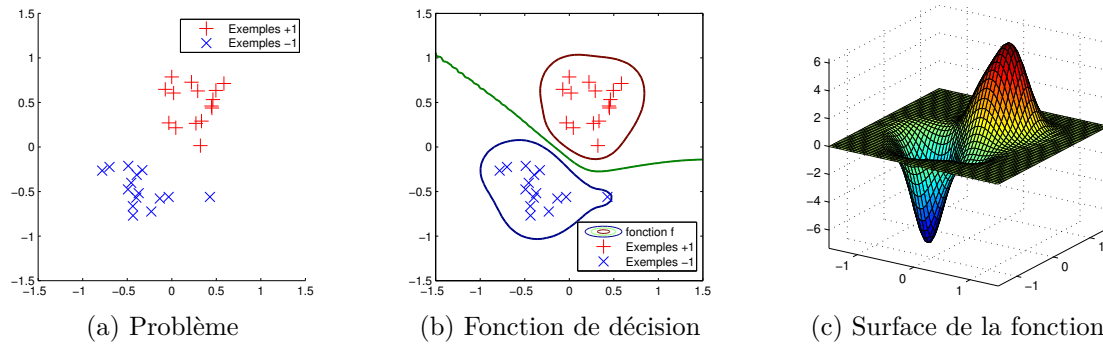 Exemples +1
Exemples −1
1.5
1
0.5
0
−0.5
−1
−1.5
−1.5 −1 −0.5 0 0.5 1 1.5
(a) Problème
1.5
1
0.5
0
−0.5
−1
−1.5
fonction f
Exemples +1
Exemples −1
−1.5 −1 −0.5 0 0.5 1 1.5
(b) Fonction de décision
6
4
2
0
−2
−4
−6
−1 0 1
−1 0 1
(c) Surface de la fonction